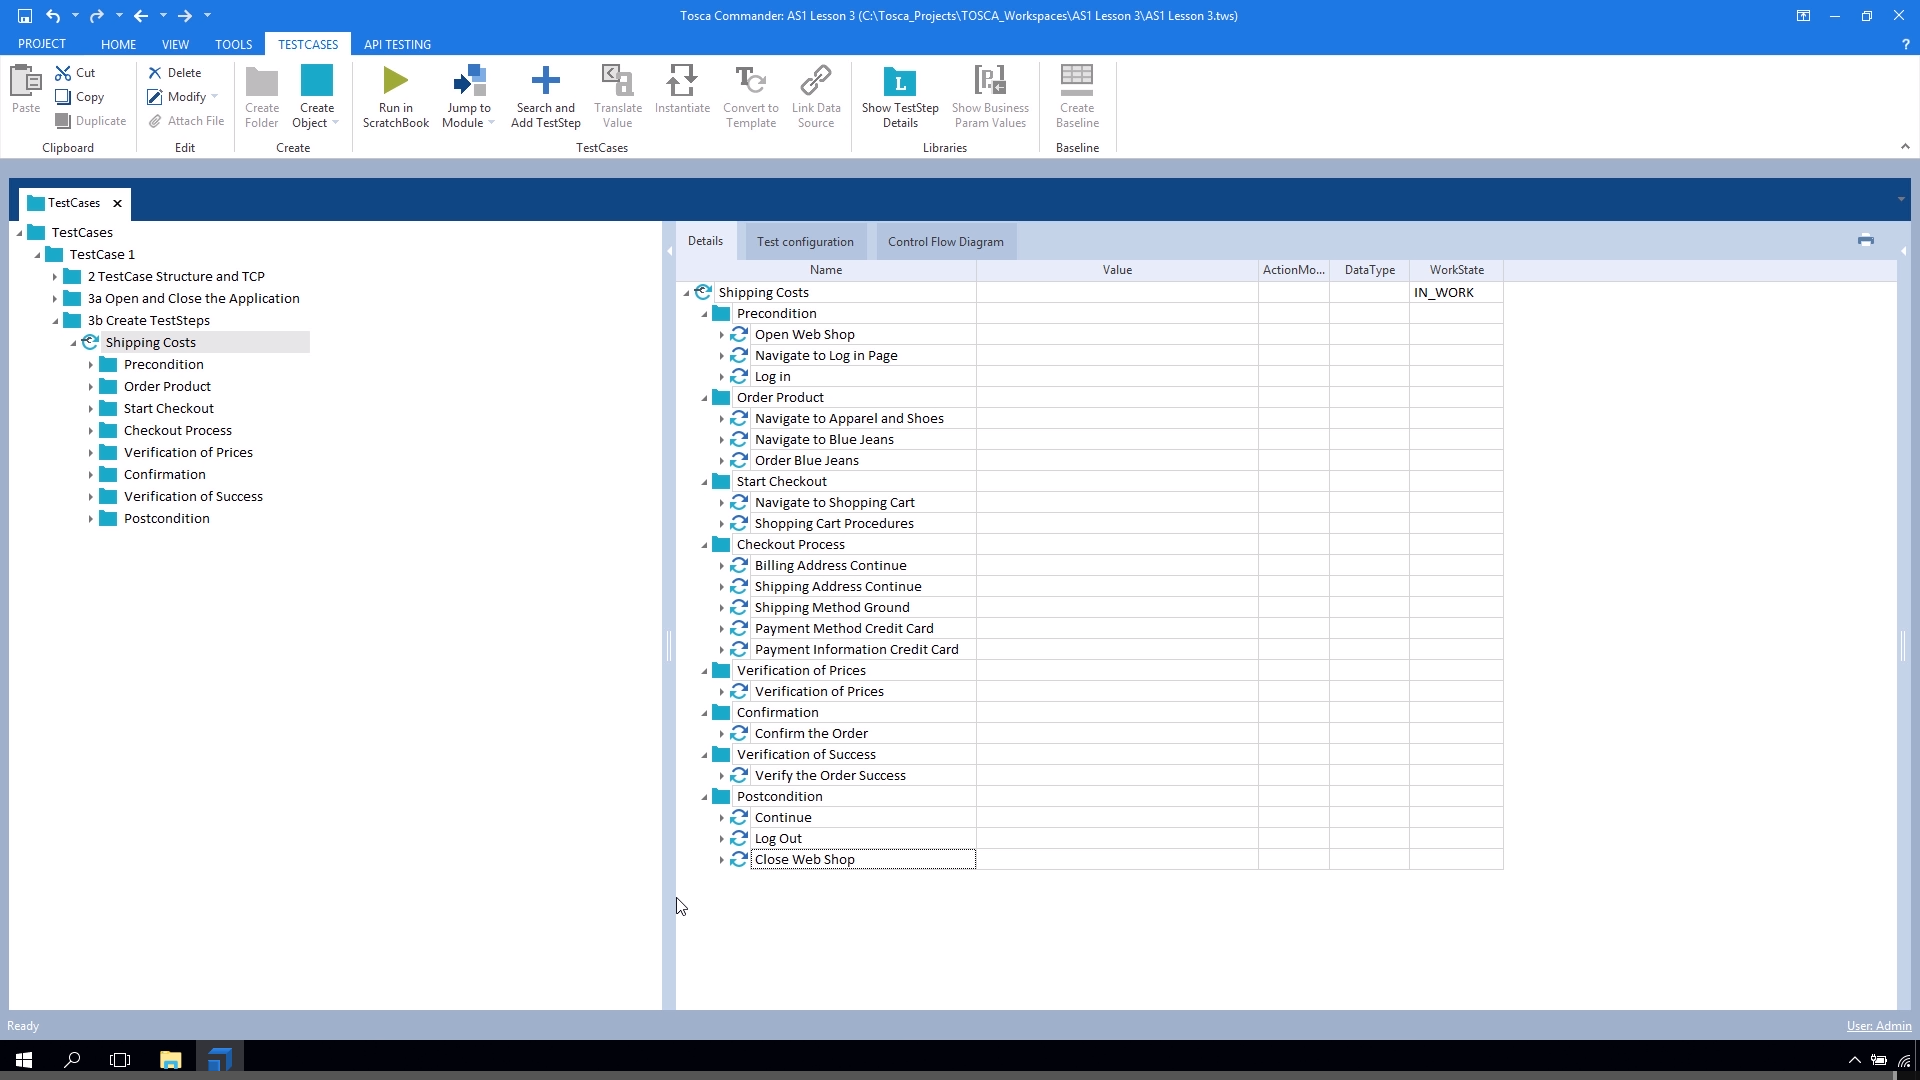 Tosca Commander: AS1 Lesson 3 (C:\Tosca_Projects\TOSCA_Workspaces\AS1 Lesson 3\AS1 Lesson 3.tws)
PROJECT HOME VIEW TOOLS TESTCASES API TESTING ?
Paste
Cut
Copy
Duplicate
Clipboard
Delete
Modify
Attach File
Edit
Create Folder
Create Object
Create
Run in ScratchBook
Jump to Module
Search and Add TestStep
Translate Value
Instantiate
Convert to Template
Link Data Source
TestCases
L
Show TestStep Details
Show Business Param Values
Libraries
Create Baseline
Baseline
TestCases
TestCases
TestCase 1
2 TestCase Structure and TCP
3a Open and Close the Application
3b Create TestSteps
Shipping Costs
Precondition
Order Product
Start Checkout
Checkout Process
Verification of Prices
Confirmation
Verification of Success
Postcondition
Details Test configuration Control Flow Diagram
Name Value ActionMo... DataType WorkState
Shipping Costs IN_WORK
Precondition
Open Web Shop
Navigate to Log in Page
Log in
Order Product
Navigate to Apparel and Shoes
Navigate to Blue Jeans
Order Blue Jeans
Start Checkout
Navigate to Shopping Cart
Shopping Cart Procedures
Checkout Process
Billing Address Continue
Shipping Address Continue
Shipping Method Ground
Payment Method Credit Card
Payment Information Credit Card
Verification of Prices
Verification of Prices
Confirmation
Confirm the Order
Verification of Success
Verify the Order Success
Postcondition
Continue
Log Out
Close Web Shop
Ready User: Admin